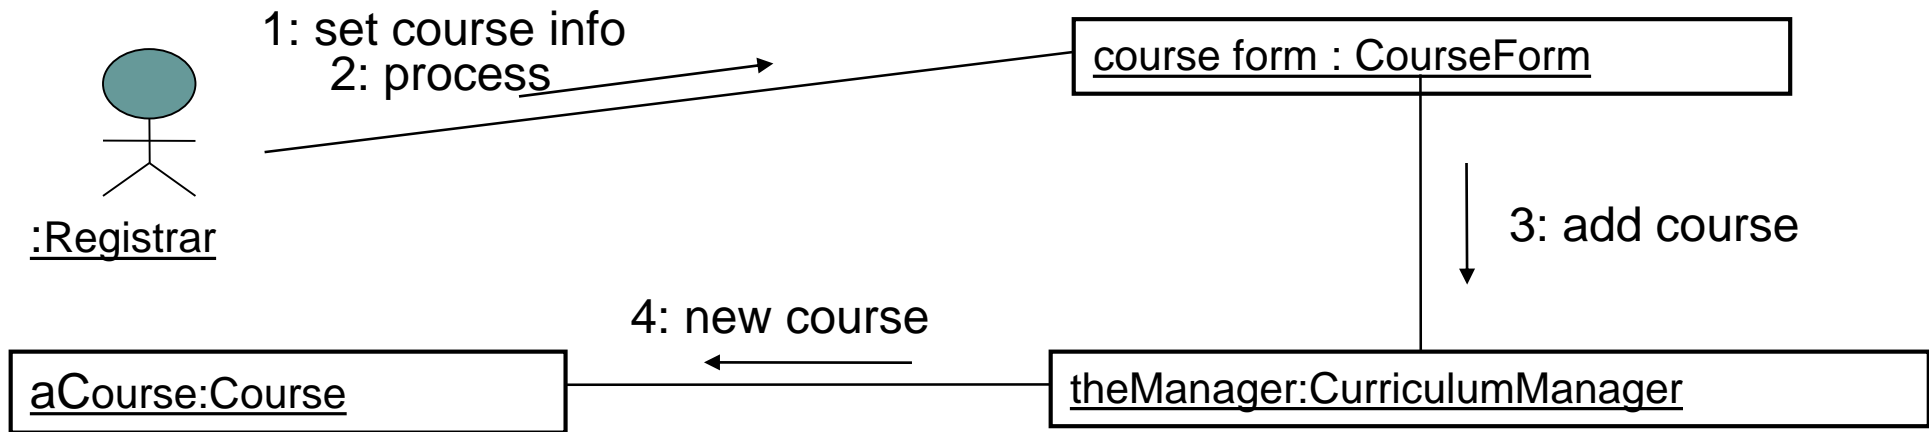 1: set course info
2: process
course form : CourseForm
:Registrar
3: add course
4: new course
aCourse:Course
theManager:CurriculumManager